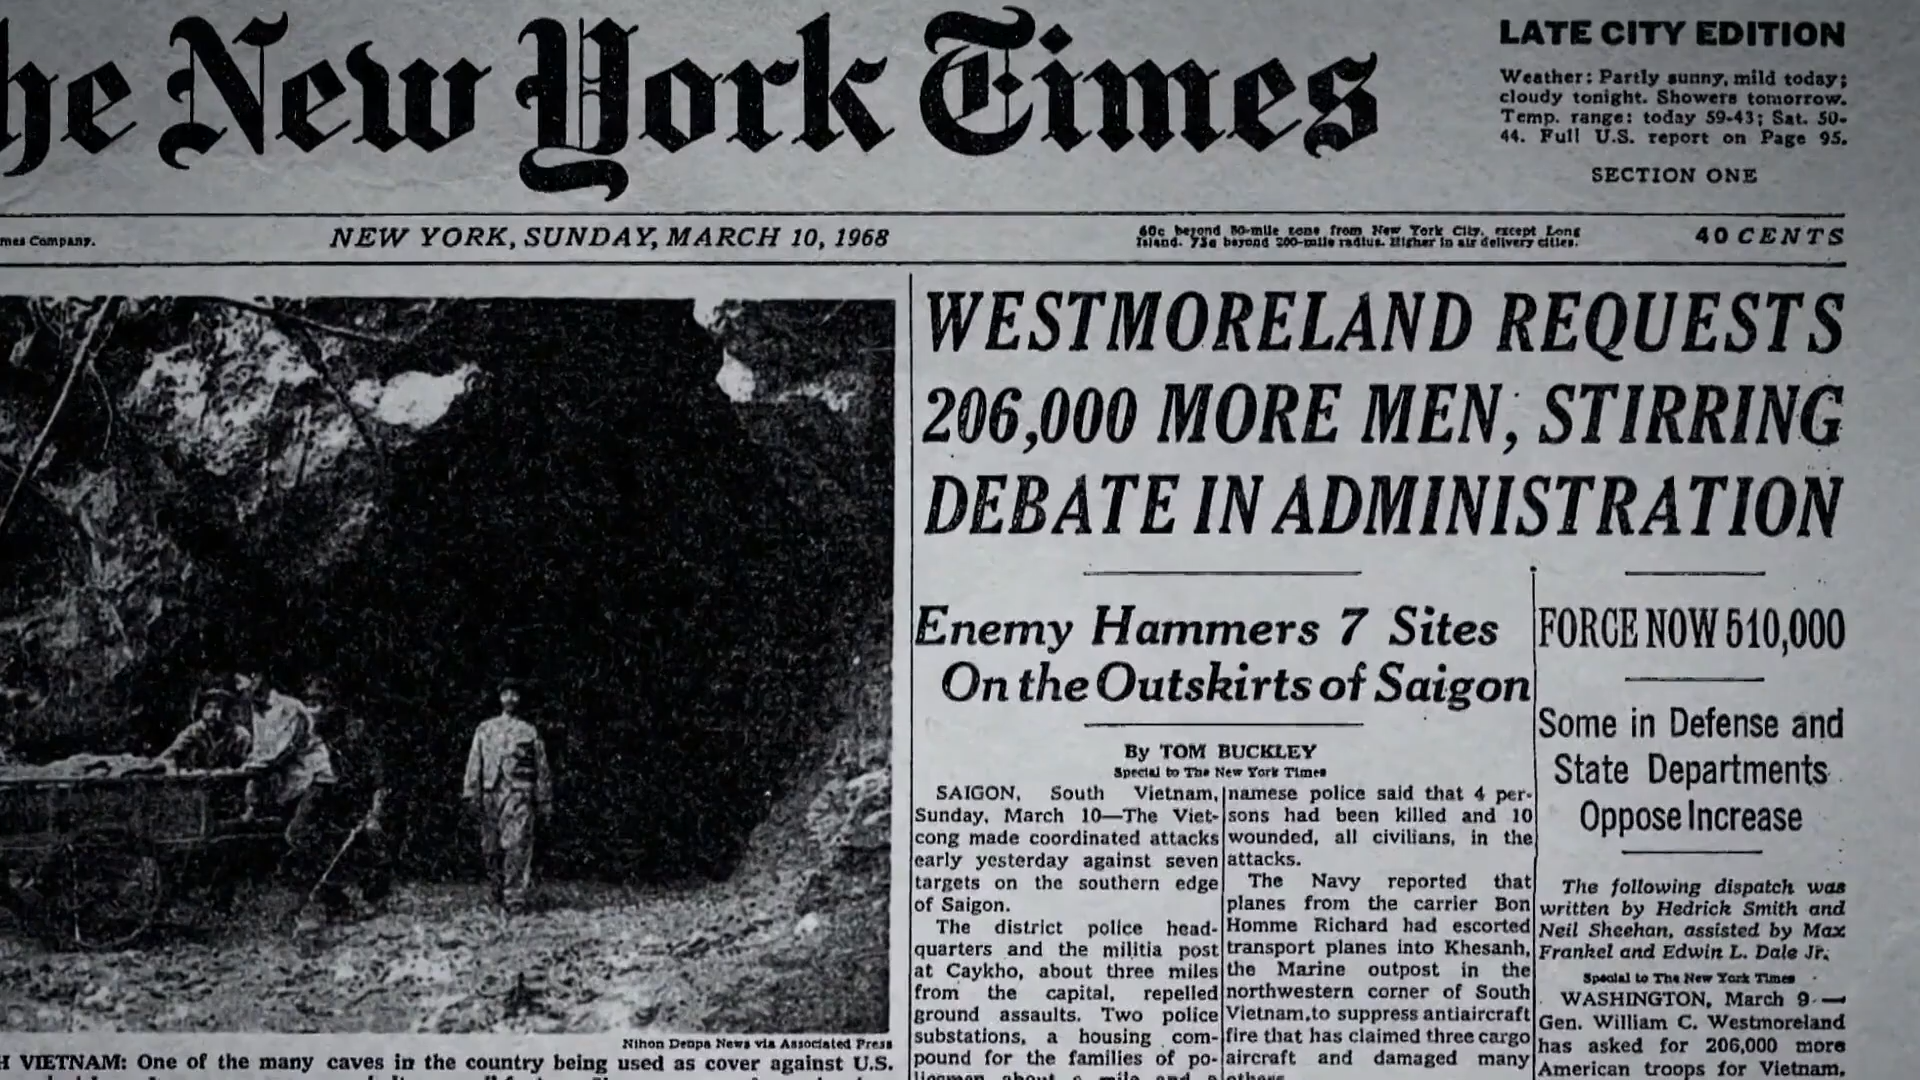 he New York Times
LATE CITY EDITION
Weather: Partly sunny, mild today;
cloudy tonight. Showers tomorrow.
Temp. range: today 59-43; Sat. 50-
44. Full U.S. report on Page 95.
SECTION ONE
mes Company.
NEW YORK, SUNDAY, MARCH 10, 1968
60c beyond 50-mile zone from New York City, except Long
Island. 75c beyond 200-mile radius. Higher in air delivery cities.
40 CENTS
WESTMORELAND REQUESTS
206,000 MORE MEN, STIRRING
DEBATE IN ADMINISTRATION
Enemy Hammers 7 Sites
On the Outskirts of Saigon
By TOM BUCKLEY
Special to The New York Times
SAIGON, South Vietnam,
Sunday, March 10—The Viet-
cong made coordinated attacks
early yesterday against seven
targets on the southern edge
of Saigon.
The district police head-
quarters and the militia post
at Caykho, about three miles
from the capital, repelled
ground assaults. Two police
substations, a housing com-
pound for the families of po-
licemen about a mile and a
namese police said that 4 per-
sons had been killed and 10
wounded, all civilians, in the
attacks.
The Navy reported that
planes from the carrier Bon
Homme Richard had escorted
transport planes into Khesanh,
the Marine outpost in the
northwestern corner of South
Vietnam, to suppress antiaircraft
fire that has claimed three cargo
aircraft and damaged many
others.
FORCE NOW 510,000
Some in Defense and
State Departments
Oppose Increase
The following dispatch was
written by Hedrick Smith and
Neil Sheehan, assisted by Max
Frankel and Edwin L. Dale Jr.
Special to The New York Times
WASHINGTON, March 9—
Gen. William C. Westmoreland
has asked for 206,000 more
American troops for Vietnam,
Nihon Denpa News via Associated Press
H VIETNAM: One of the many caves in the country being used as cover against U.S.